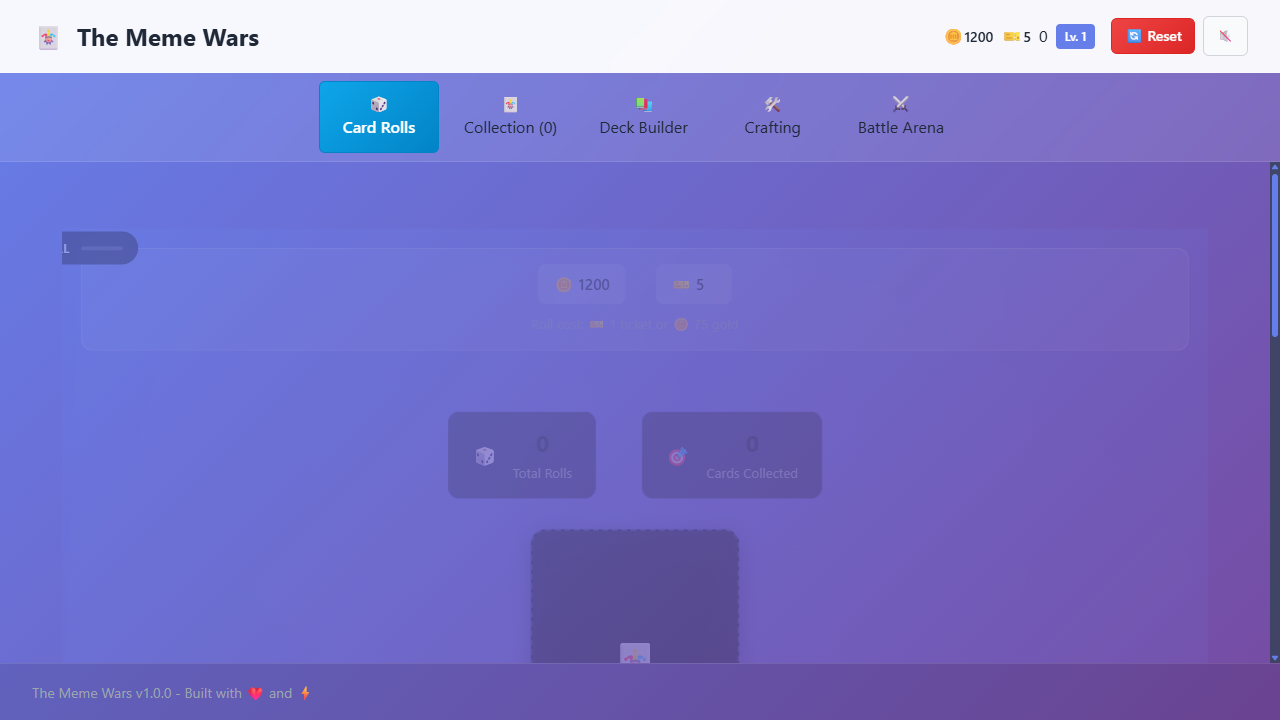 The Meme Wars
1200 5 0 Lv. 1 Reset
Card Rolls
Collection (0)
Deck Builder
Crafting
Battle Arena
1200 5
Roll cost: 1 ticket or 75 gold
0
Total Rolls
0
Cards Collected
The Meme Wars v1.0.0 - Built with and